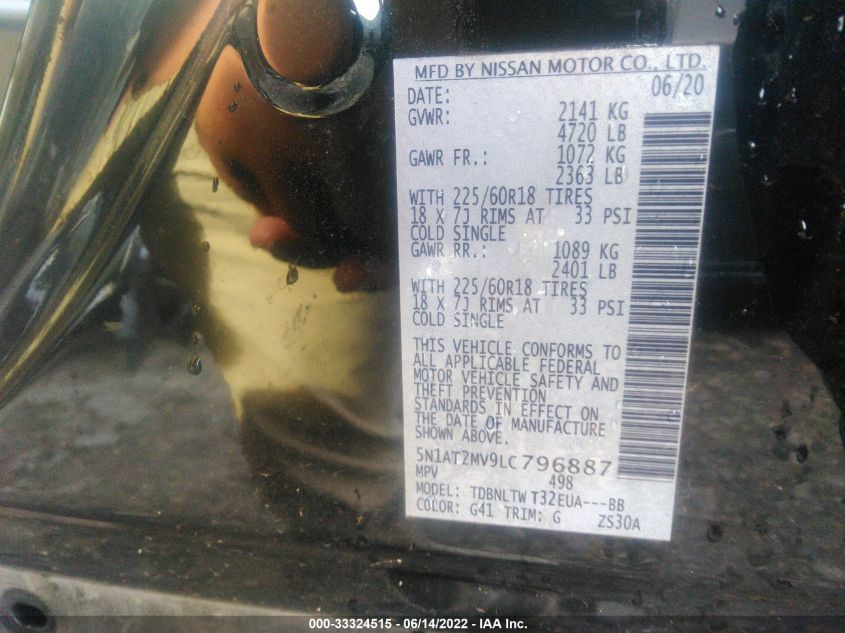 MFD BY NISSAN MOTOR CO., LTD.
DATE: 06/20
GVWR: 2141 KG
4720 LB
GAWR FR.: 1072 KG
2363 LB
WITH 225/60R18 TIRES
18 X 7J RIMS AT 33 PSI
COLD SINGLE
GAWR RR.: 1089 KG
2401 LB
WITH 225/60R18 TIRES
18 X 7J RIMS AT 33 PSI
COLD SINGLE
THIS VEHICLE CONFORMS TO
ALL APPLICABLE FEDERAL
MOTOR VEHICLE SAFETY AND
THEFT PREVENTION
STANDARDS IN EFFECT ON
THE DATE OF MANUFACTURE
SHOWN ABOVE.
5N1AT2MV9LC796887
MPV 498
MODEL: TDBNLTW T32EUA---BB
COLOR: G41 TRIM: G ZS30A
000-33324515 - 06/14/2022 - IAA Inc.